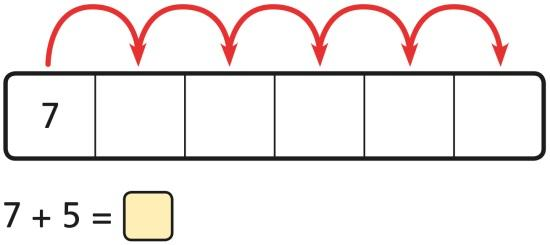 7
7 + 5 =